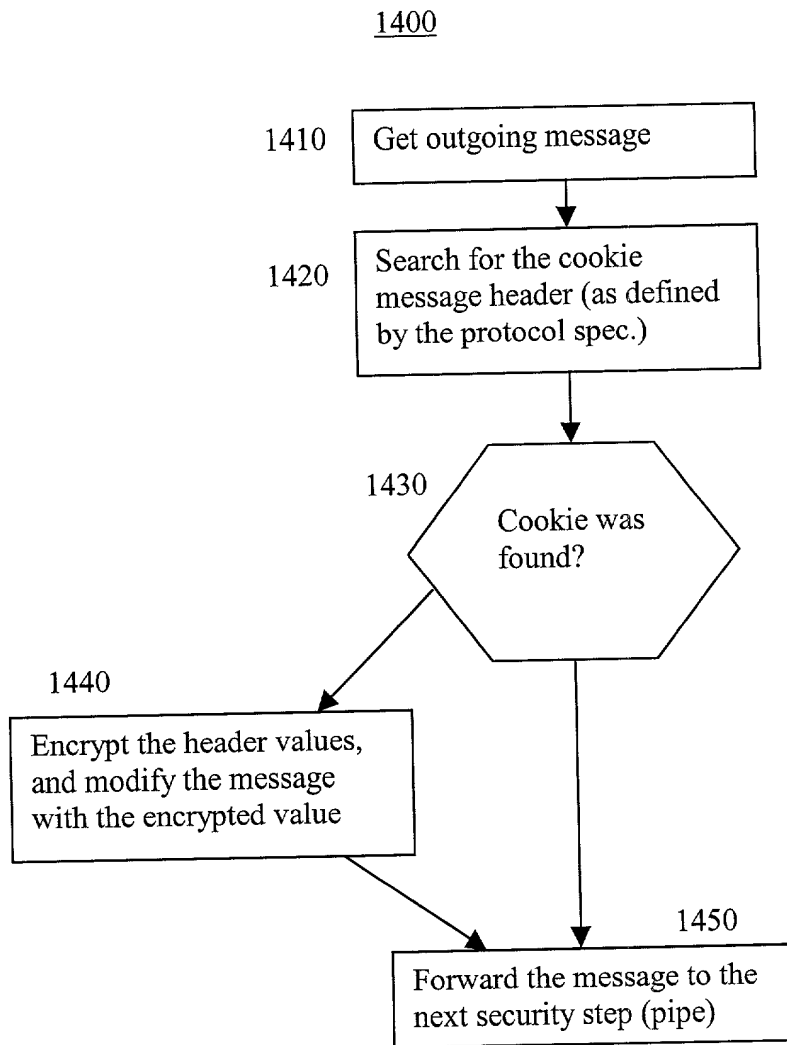 1400
1410
Get outgoing message
1420
Search for the cookie
message header (as defined
by the protocol spec.)
1430
Cookie was
found?
1440
Encrypt the header values,
and modify the message
with the encrypted value
1450
Forward the message to the
next security step (pipe)